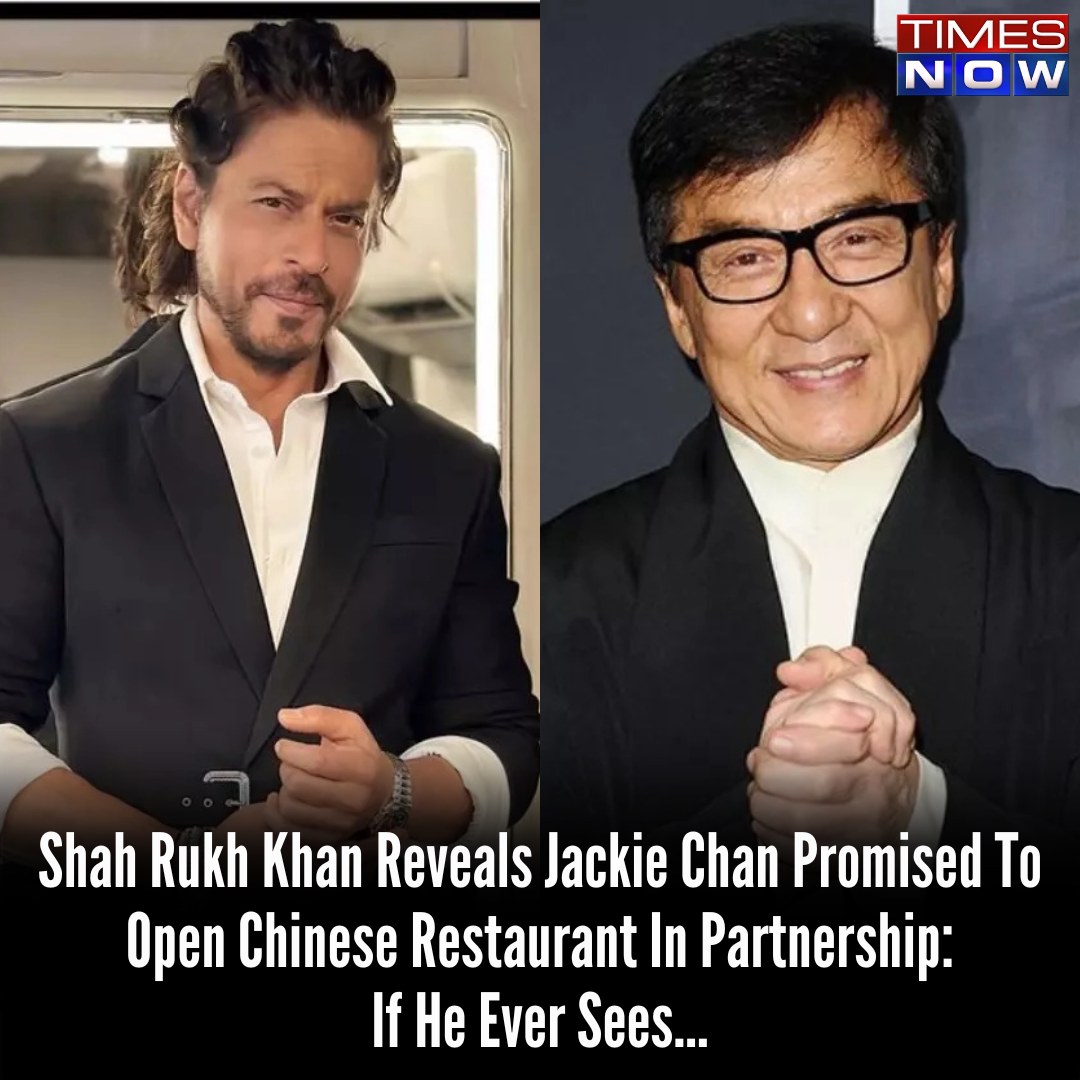 TIMES
NOW
Shah Rukh Khan Reveals Jackie Chan Promised To
Open Chinese Restaurant In Partnership:
If He Ever Sees...